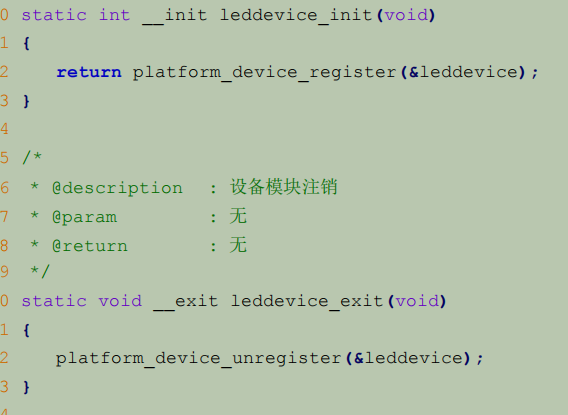 0 static int __init leddevice_init(void)
1 {
2 return platform_device_register(&leddevice);
3 }
4
5 /*
6 * @description : 设备模块注销
7 * @param : 无
8 * @return : 无
9 */
0 static void __exit leddevice_exit(void)
1 {
2 platform_device_unregister(&leddevice);
3 }
4